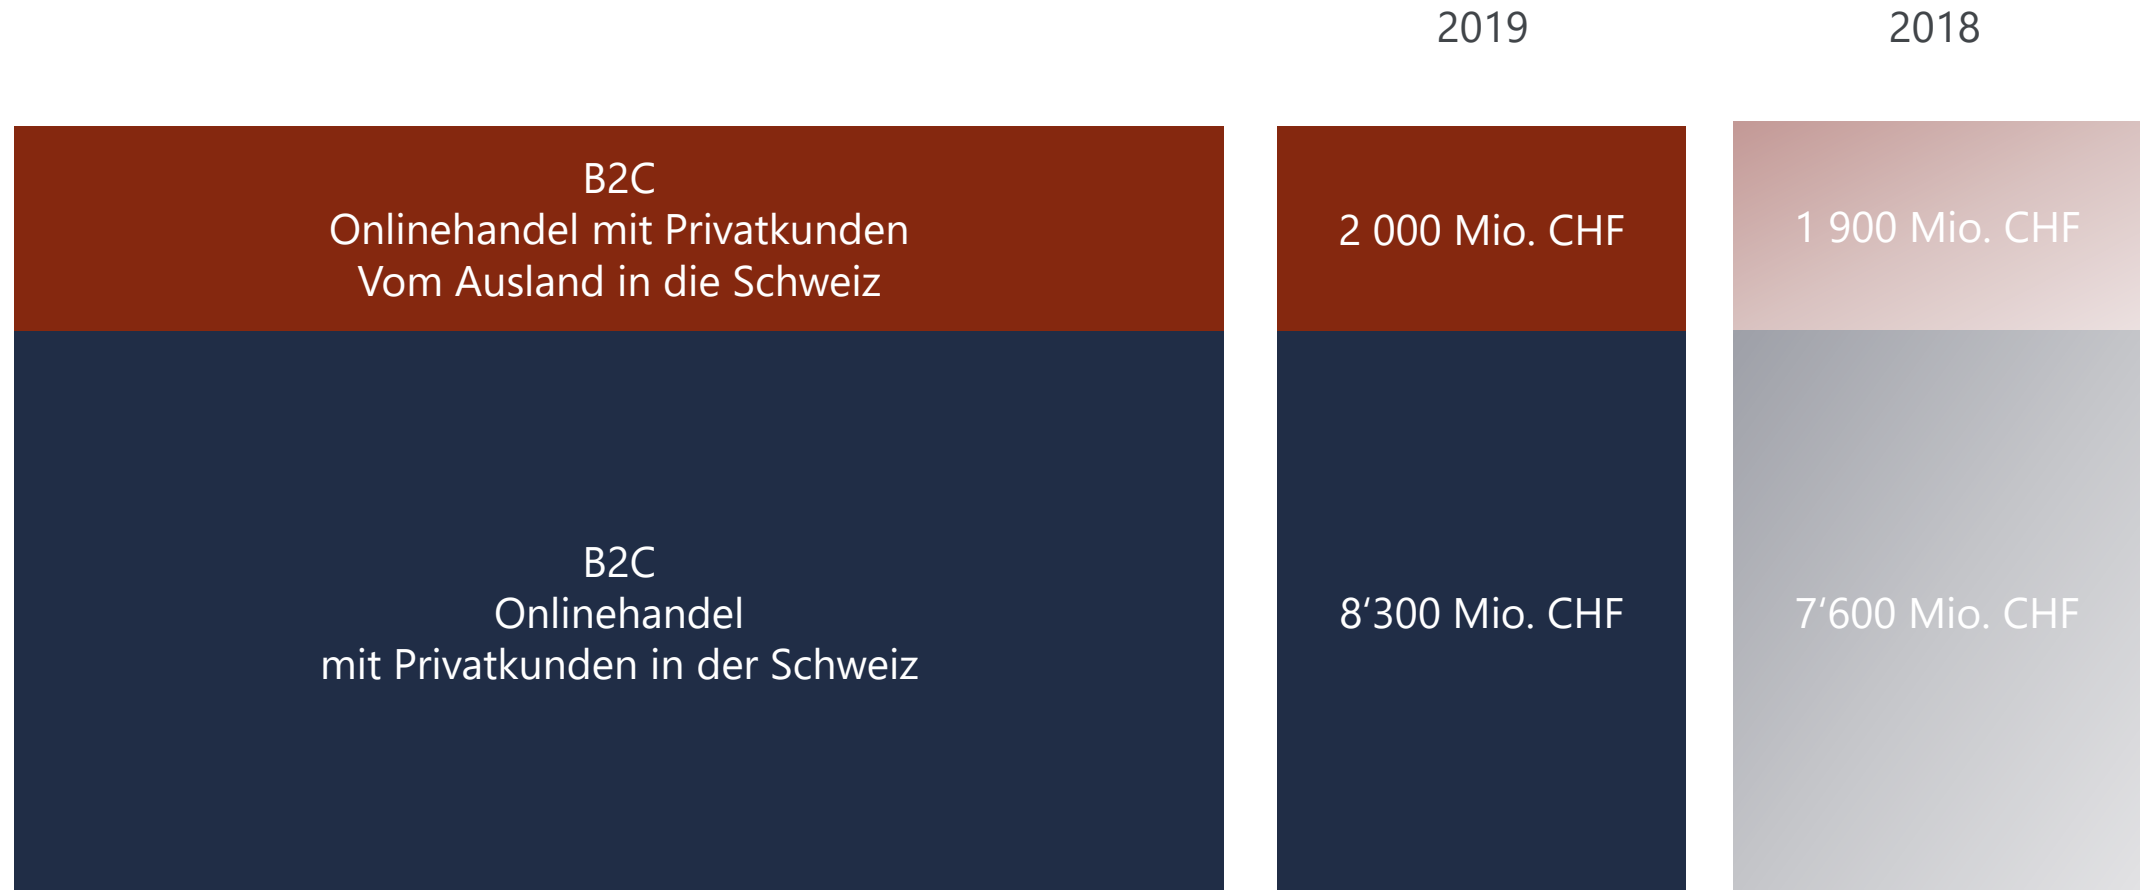 2019
2018
B2C
Onlinehandel mit Privatkunden
Vom Ausland in die Schweiz
2 000 Mio. CHF
1 900 Mio. CHF
B2C
Onlinehandel
mit Privatkunden in der Schweiz
8‘300 Mio. CHF
7‘600 Mio. CHF